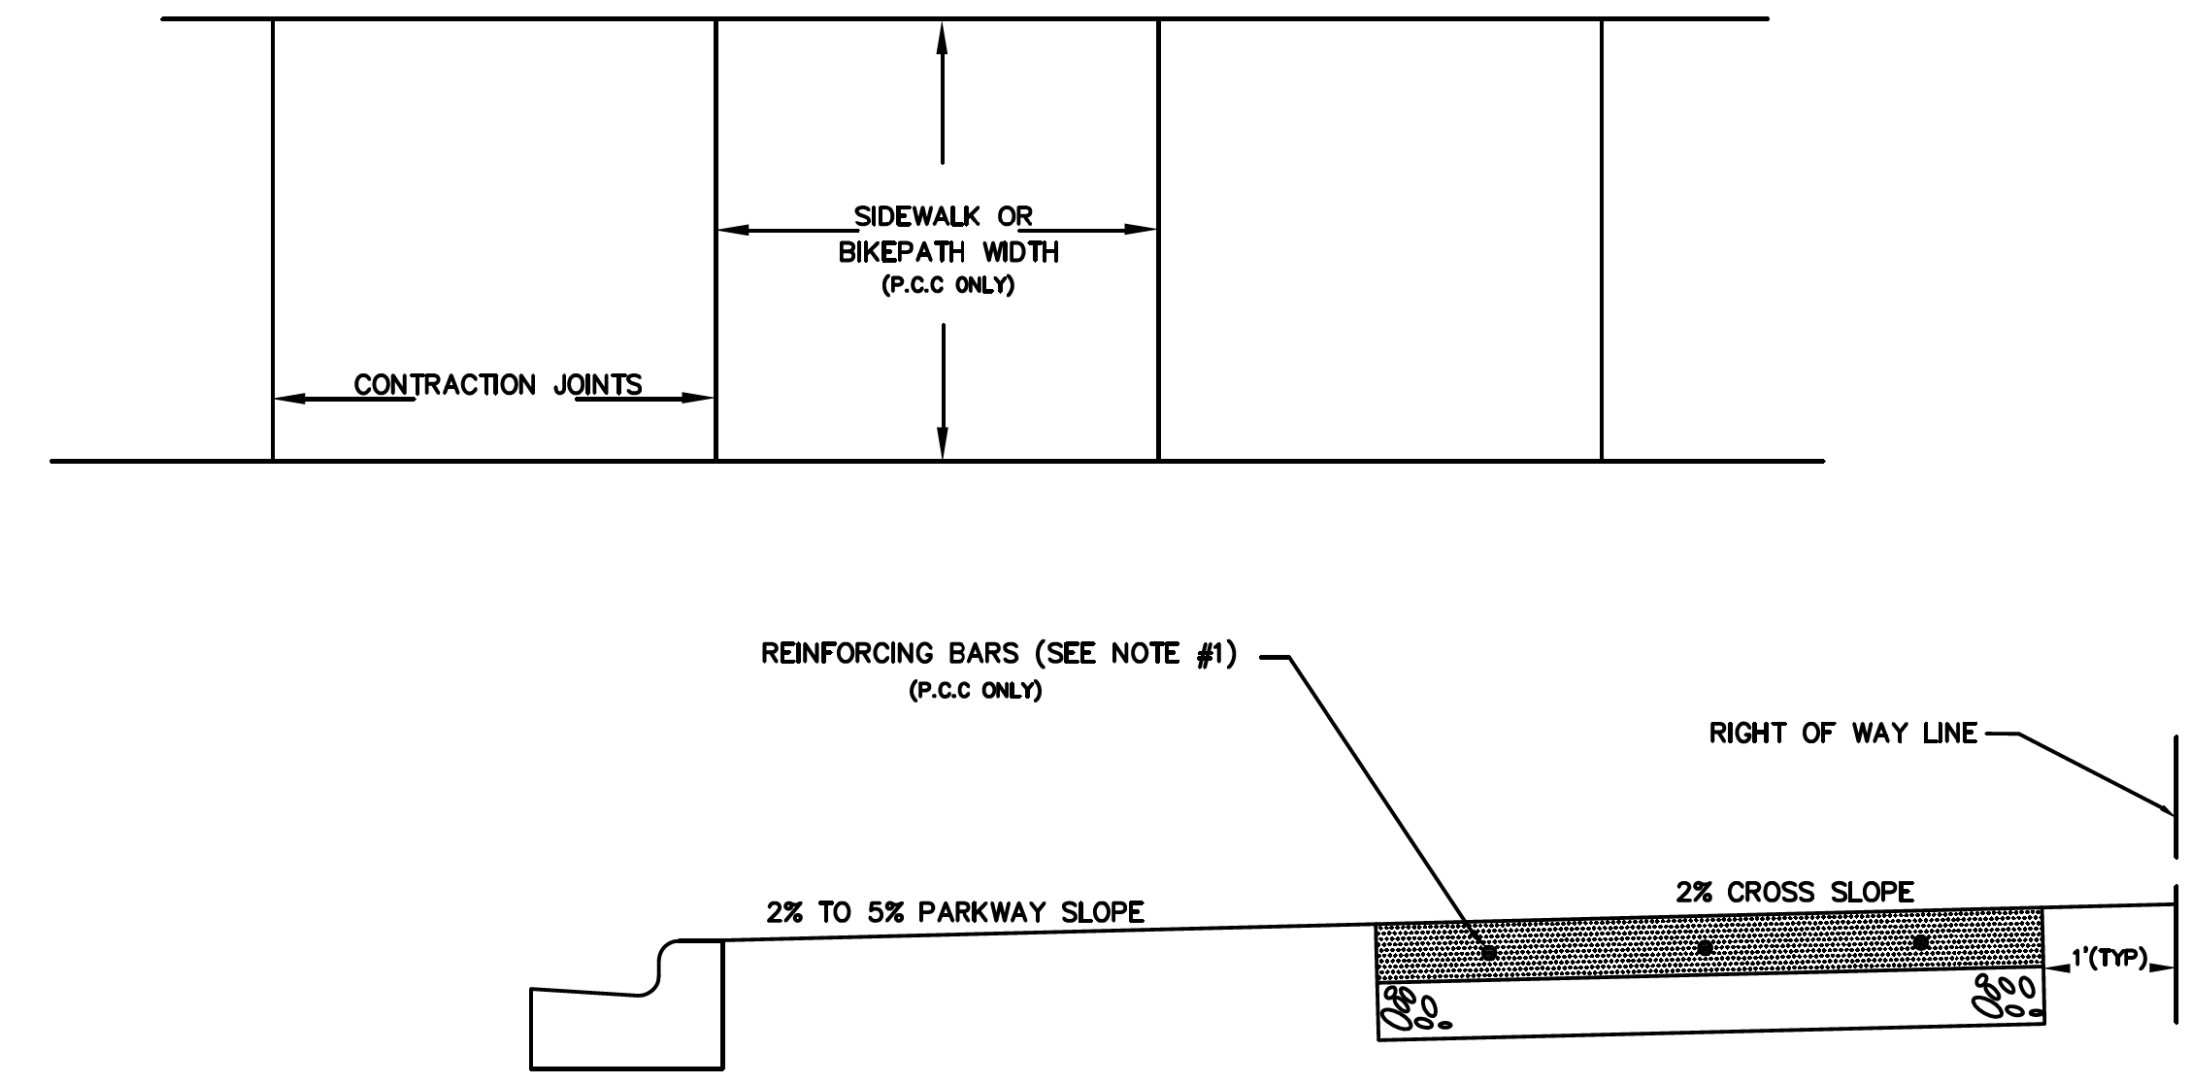 SIDEWALK OR
BIKEPATH WIDTH
(P.C.C ONLY)
CONTRACTION JOINTS
REINFORCING BARS (SEE NOTE #1)
(P.C.C ONLY)
RIGHT OF WAY LINE
2% CROSS SLOPE
2% TO 5% PARKWAY SLOPE
1'(TYP)